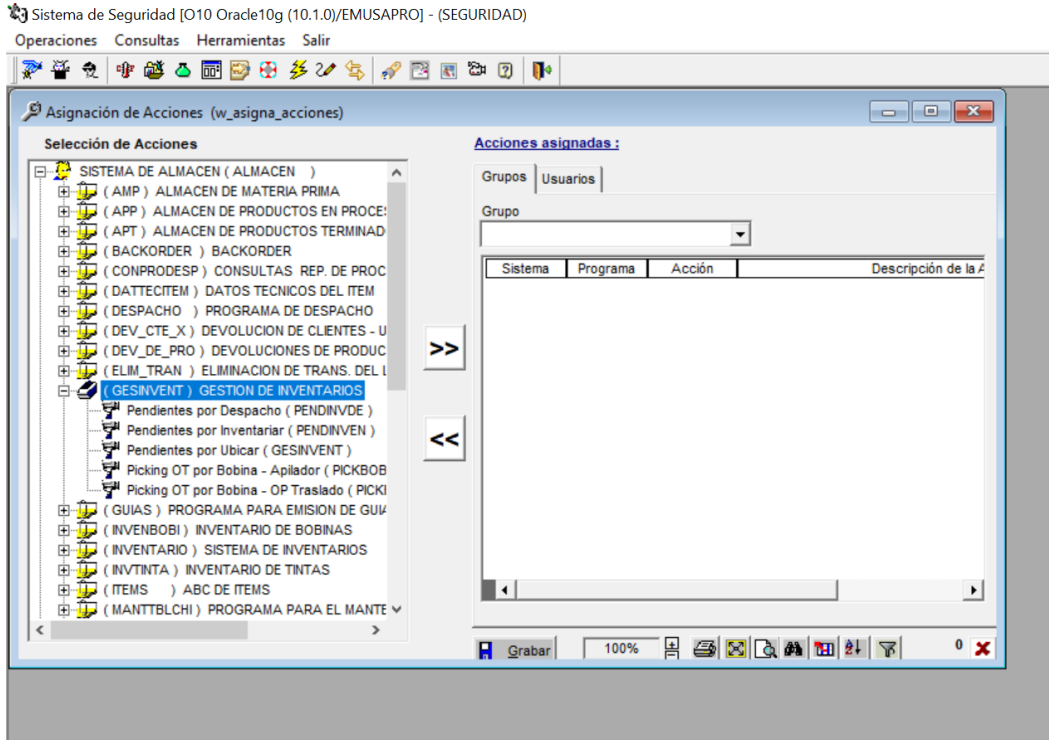 Sistema de Seguridad [O10 Oracle10g (10.1.0)/EMUSAPRO] - (SEGURIDAD)
Operaciones Consultas Herramientas Salir
Asignación de Acciones (w_asigna_acciones)
Selección de Acciones
SISTEMA DE ALMACEN ( ALMACEN )
( AMP ) ALMACEN DE MATERIA PRIMA
( APP ) ALMACEN DE PRODUCTOS EN PROCES
( APT ) ALMACEN DE PRODUCTOS TERMINAD
( BACKORDER ) BACKORDER
( CONPRODESP ) CONSULTAS REP. DE PROC
( DATTECITEM ) DATOS TECNICOS DEL ITEM
( DESPACHO ) PROGRAMA DE DESPACHO
( DEV_CTE_X ) DEVOLUCION DE CLIENTES - U
( DEV_DE_PRO ) DEVOLUCIONES DE PRODUC
( ELIM_TRAN ) ELIMINACION DE TRANS. DEL
( GESINVENT ) GESTION DE INVENTARIOS
Pendientes por Despacho ( PENDINVDE )
Pendientes por Inventariar ( PENDINVEN )
Pendientes por Ubicar ( GESINVENT )
Picking OT por Bobina - Apilador ( PICKBOB
Picking OT por Bobina - OP Traslado ( PICKI
( GUIAS ) PROGRAMA PARA EMISION DE GUIA
( INVENBOBI ) INVENTARIO DE BOBINAS
( INVENTARIO ) SISTEMA DE INVENTARIOS
( INVTINTA ) INVENTARIO DE TINTAS
( ITEMS ) ABC DE ITEMS
( MANTTBLCHI ) PROGRAMA PARA EL MANTE
>>
<<
Acciones asignadas :
Grupos Usuarios
Grupo
Sistema Programa Acción Descripción de la A
Grabar 100% 0